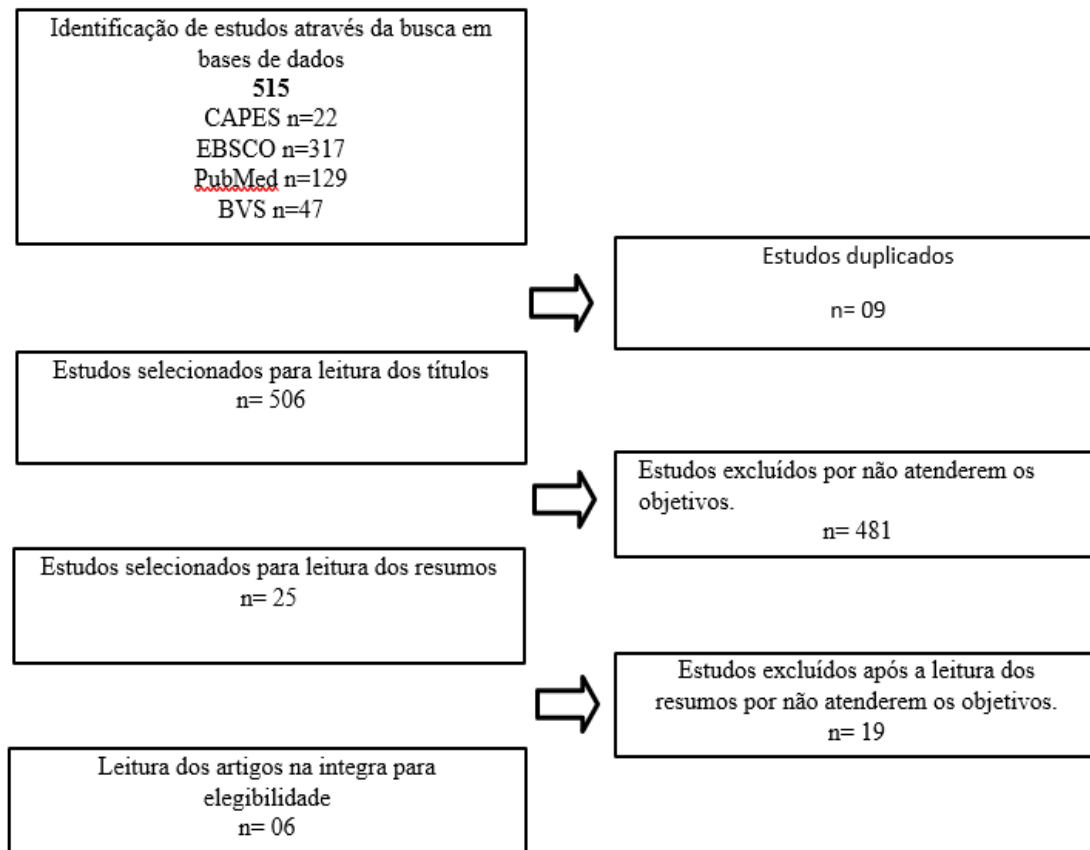 Identificação de estudos através da busca em
bases de dados
515
CAPES n=22
EBSCO n=317
PubMed n=129
BVS n=47
Estudos duplicados
n= 09
Estudos selecionados para leitura dos títulos
n= 506
Estudos excluídos por não atenderem os
objetivos.
n= 481
Estudos selecionados para leitura dos resumos
n= 25
Estudos excluídos após a leitura dos
resumos por não atenderem os objetivos.
n= 19
Leitura dos artigos na integra para
elegibilidade
n= 06